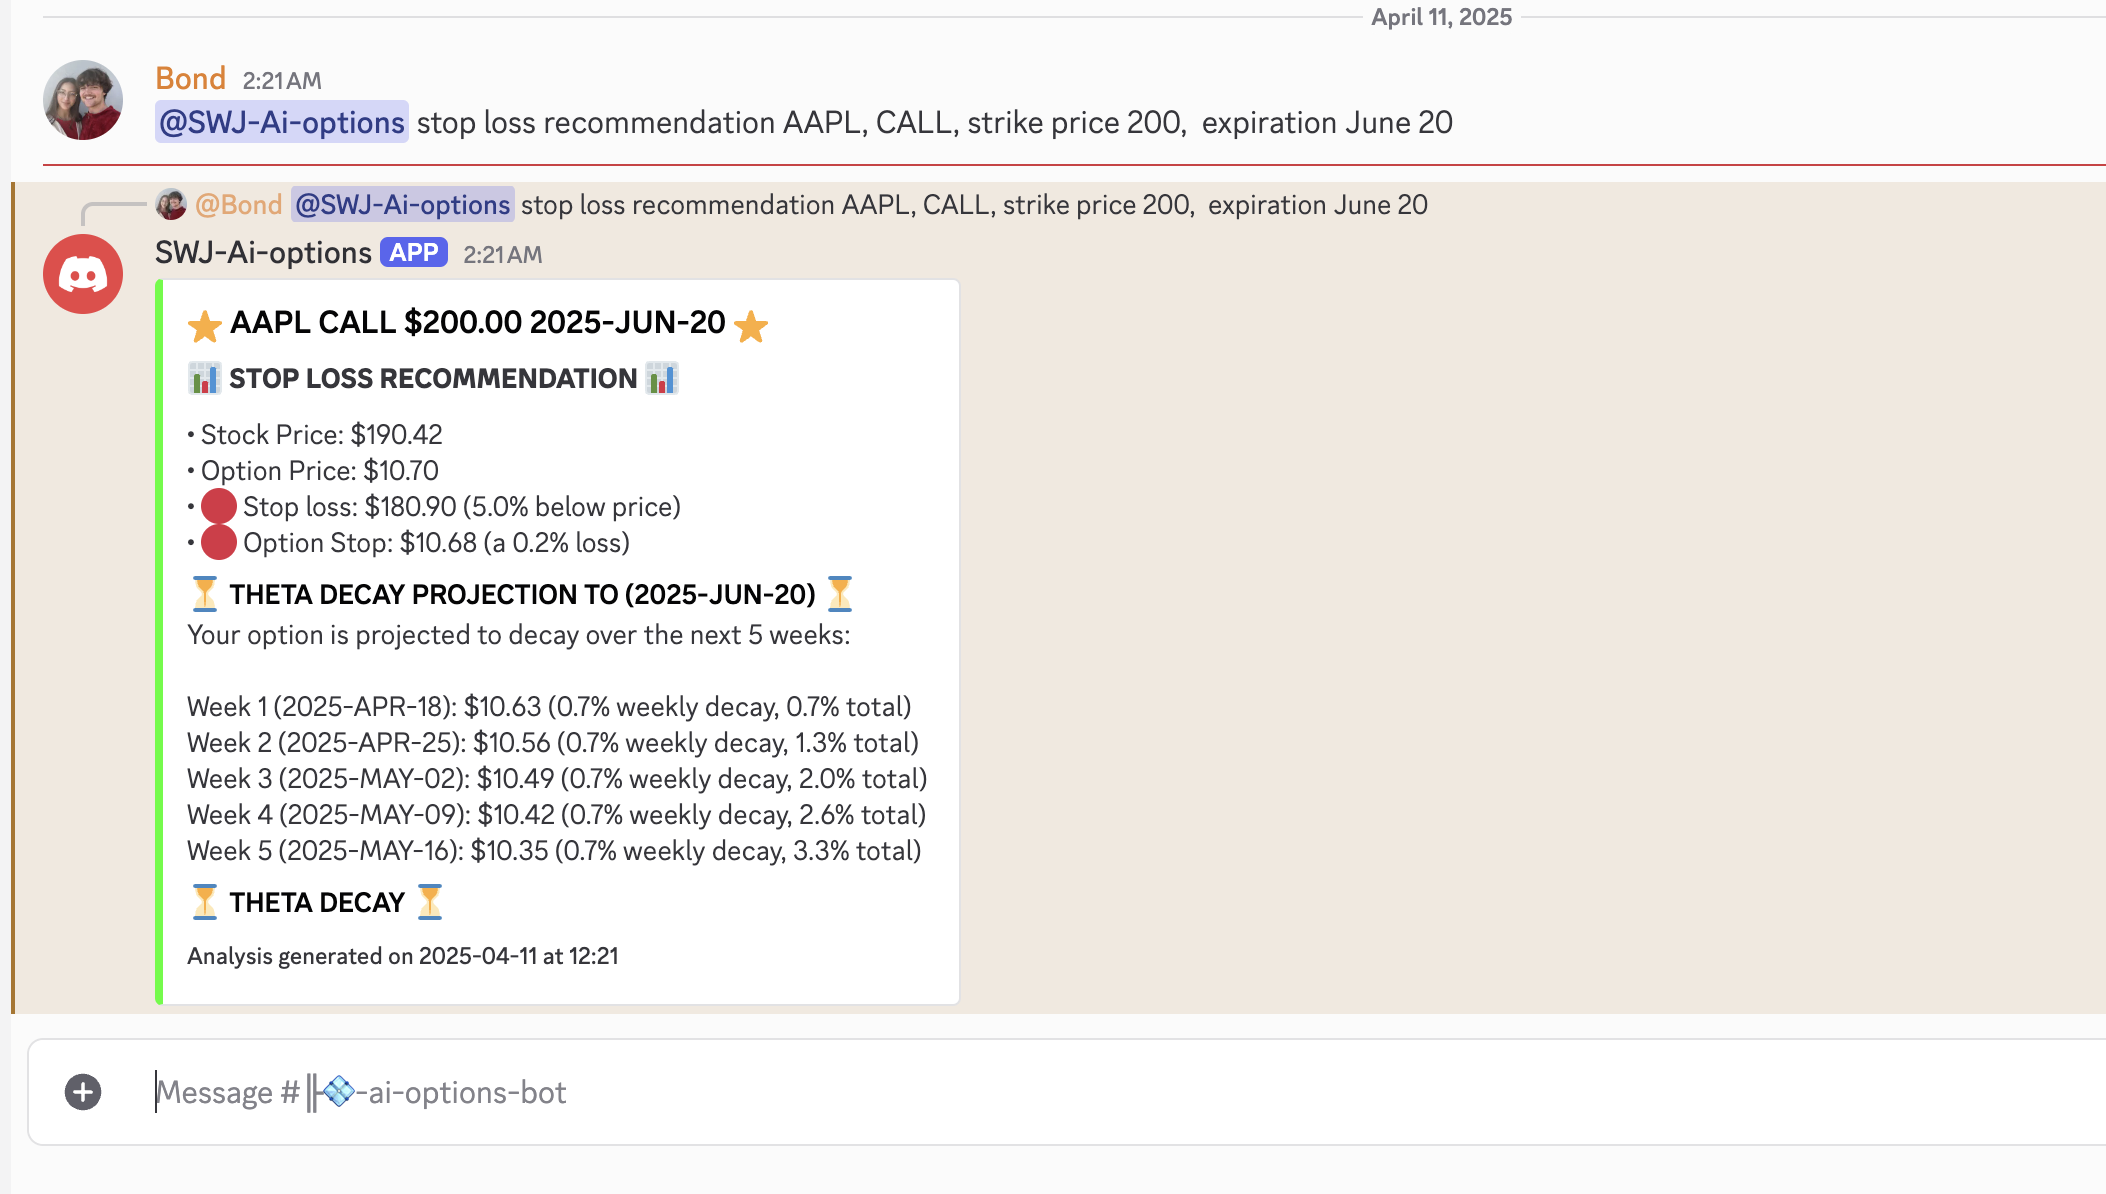 April 11, 2025
Bond 2:21 AM
@SWJ-Ai-options stop loss recommendation AAPL, CALL, strike price 200,  expiration June 20
@Bond @SWJ-Ai-options stop loss recommendation AAPL, CALL, strike price 200,  expiration June 20
SWJ-Ai-options APP 2:21 AM
⭐ AAPL CALL $200.00 2025-JUN-20 ⭐
📊 STOP LOSS RECOMMENDATION 📊
• Stock Price: $190.42
• Option Price: $10.70
• 🔴 Stop loss: $180.90 (5.0% below price)
• 🔴 Option Stop: $10.68 (a 0.2% loss)
⏳ THETA DECAY PROJECTION TO (2025-JUN-20) ⏳
Your option is projected to decay over the next 5 weeks:
Week 1 (2025-APR-18): $10.63 (0.7% weekly decay, 0.7% total)
Week 2 (2025-APR-25): $10.56 (0.7% weekly decay, 1.3% total)
Week 3 (2025-MAY-02): $10.49 (0.7% weekly decay, 2.0% total)
Week 4 (2025-MAY-09): $10.42 (0.7% weekly decay, 2.6% total)
Week 5 (2025-MAY-16): $10.35 (0.7% weekly decay, 3.3% total)
⏳ THETA DECAY ⏳
Analysis generated on 2025-04-11 at 12:21
Message #╟💠-ai-options-bot